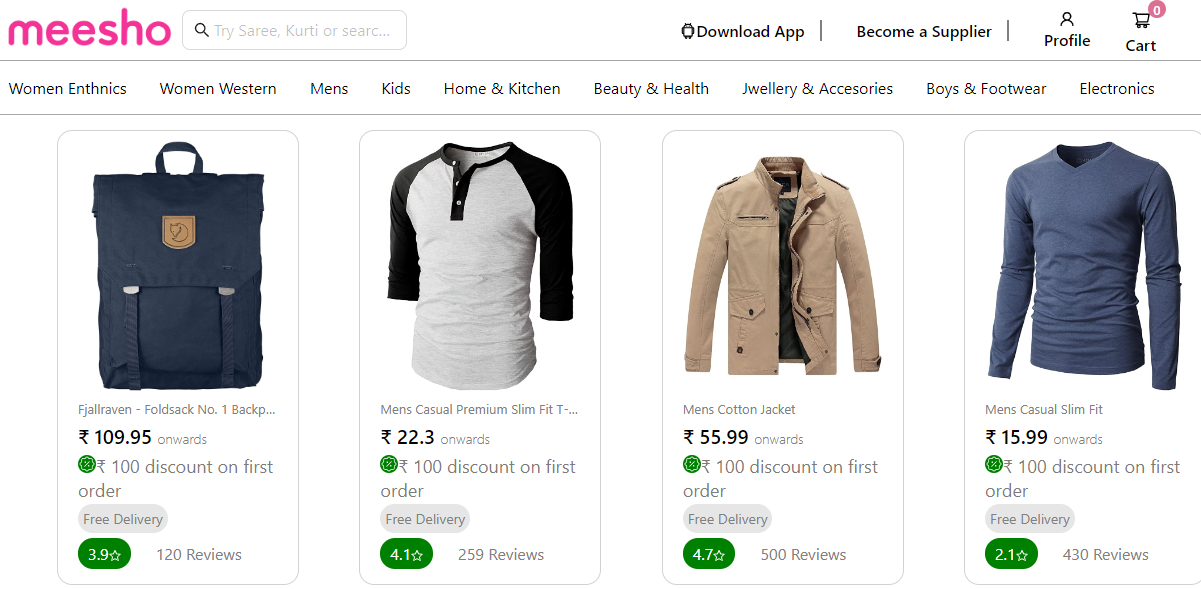 meesho
Try Saree, Kurti or searc...
Download App
Become a Supplier
Profile
0
Cart
Women Enthnics
Women Western
Mens
Kids
Home & Kitchen
Beauty & Health
Jwellery & Accesories
Boys & Footwear
Electronics
Fjallraven - Foldsack No. 1 Backp...
₹ 109.95 onwards
₹ 100 discount on first
order
Free Delivery
3.9☆ 120 Reviews
Mens Casual Premium Slim Fit T-...
₹ 22.3 onwards
₹ 100 discount on first
order
Free Delivery
4.1☆ 259 Reviews
Mens Cotton Jacket
₹ 55.99 onwards
₹ 100 discount on first
order
Free Delivery
4.7☆ 500 Reviews
Mens Casual Slim Fit
₹ 15.99 onwards
₹ 100 discount on first
order
Free Delivery
2.1☆ 430 Reviews